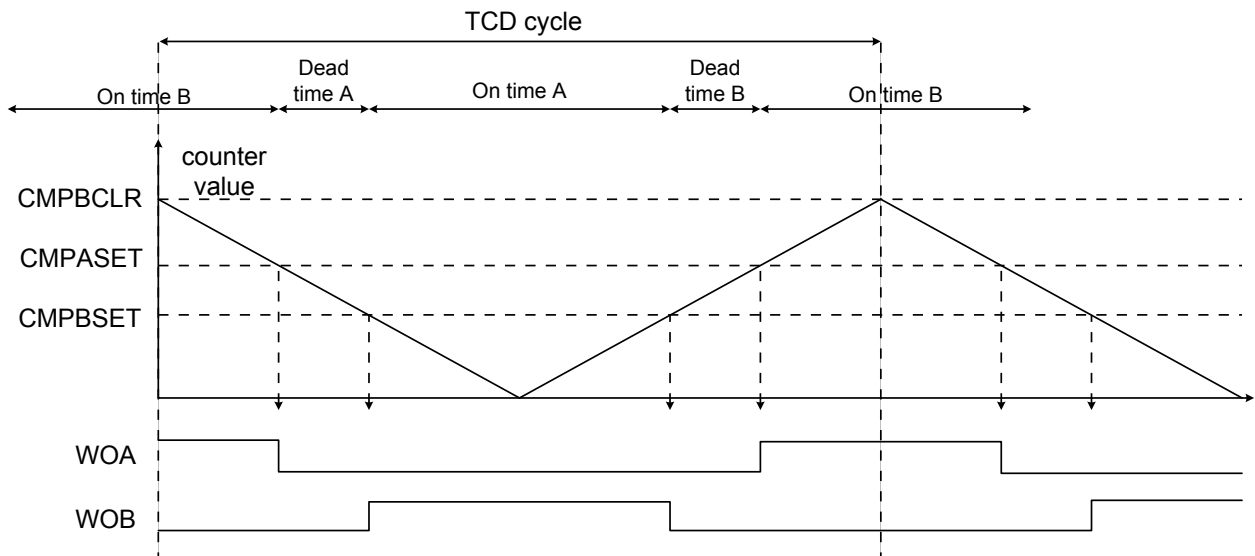 TCD cycle
On time B
Dead
time A
On time A
Dead
time B
On time B
counter
value
CMPBCLR
CMPASET
CMPBSET
WOA
WOB